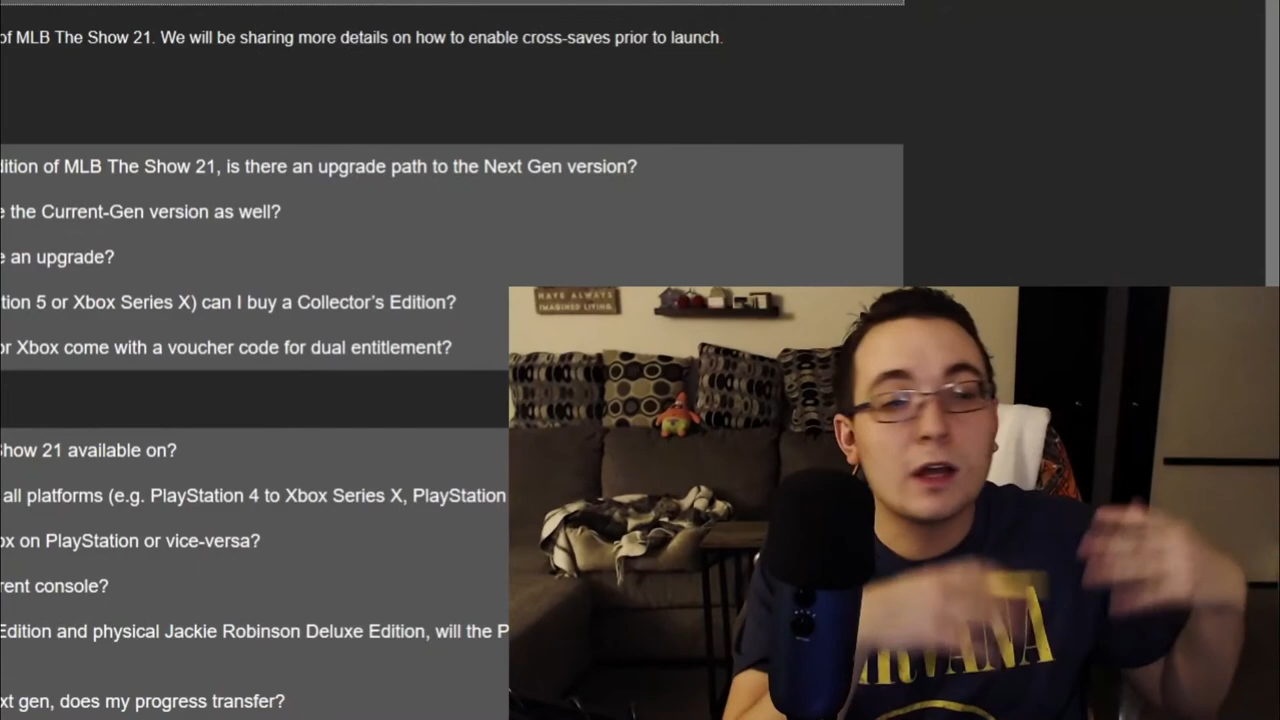 of MLB The Show 21. We will be sharing more details on how to enable cross-saves prior to launch.
dition of MLB The Show 21, is there an upgrade path to the Next Gen version?
e the Current-Gen version as well?
e an upgrade?
tion 5 or Xbox Series X) can I buy a Collector's Edition?
or Xbox come with a voucher code for dual entitlement?
HAVE ALWAYS
IMAGINED LIVING.
Show 21 available on?
all platforms (e.g. PlayStation 4 to Xbox Series X, PlayStation
ox on PlayStation or vice-versa?
rent console?
Edition and physical Jackie Robinson Deluxe Edition, will the P
NIRVANA
xt gen, does my progress transfer?